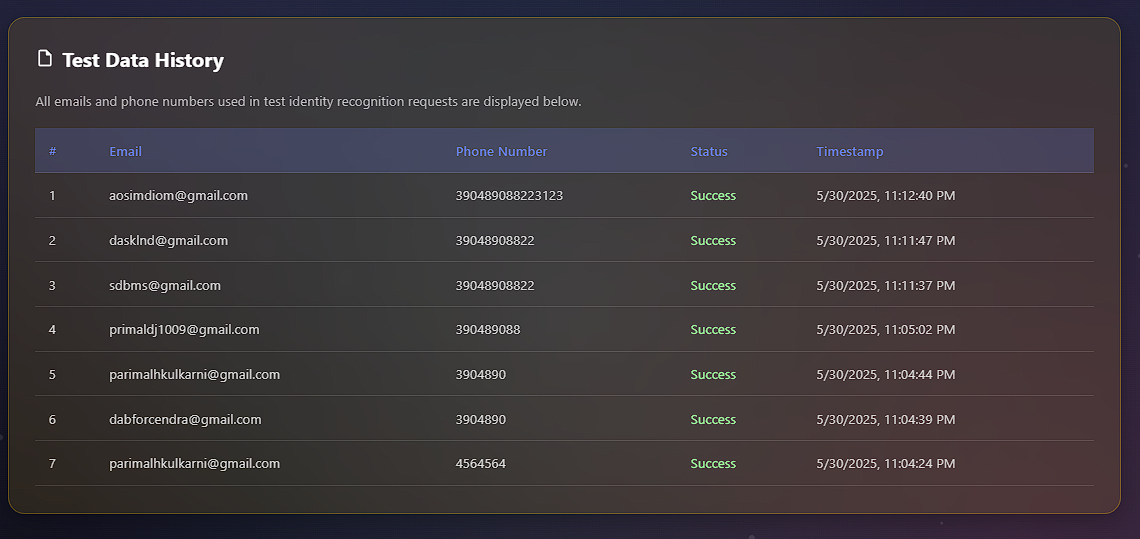 Test Data History
All emails and phone numbers used in test identity recognition requests are displayed below.
# Email Phone Number Status Timestamp
1 aosimdiom@gmail.com 390489088223123 Success 5/30/2025, 11:12:40 PM
2 dasklnd@gmail.com 39048908822 Success 5/30/2025, 11:11:47 PM
3 sdbms@gmail.com 39048908822 Success 5/30/2025, 11:11:37 PM
4 primaldj1009@gmail.com 390489088 Success 5/30/2025, 11:05:02 PM
5 parimalhkulkarni@gmail.com 3904890 Success 5/30/2025, 11:04:44 PM
6 dabforcendra@gmail.com 3904890 Success 5/30/2025, 11:04:39 PM
7 parimalhkulkarni@gmail.com 4564564 Success 5/30/2025, 11:04:24 PM